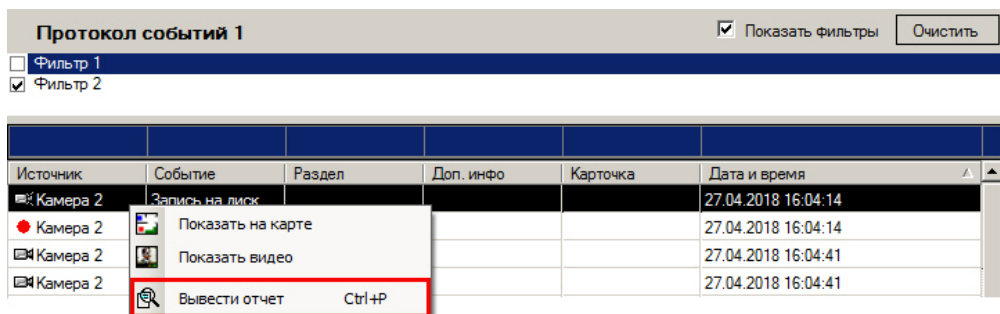 Протокол событий 1 Показать фильтры Очистить
Фильтр 1
Фильтр 2
Источник Событие Раздел Доп. инфо Карточка Дата и время
Камера 2 Запись на диск 27.04.2018 16:04:14
Камера 2 Показать на карте 27.04.2018 16:04:14
Камера 2 Показать видео 27.04.2018 16:04:41
Камера 2 Вывести отчет Ctrl+P 27.04.2018 16:04:41